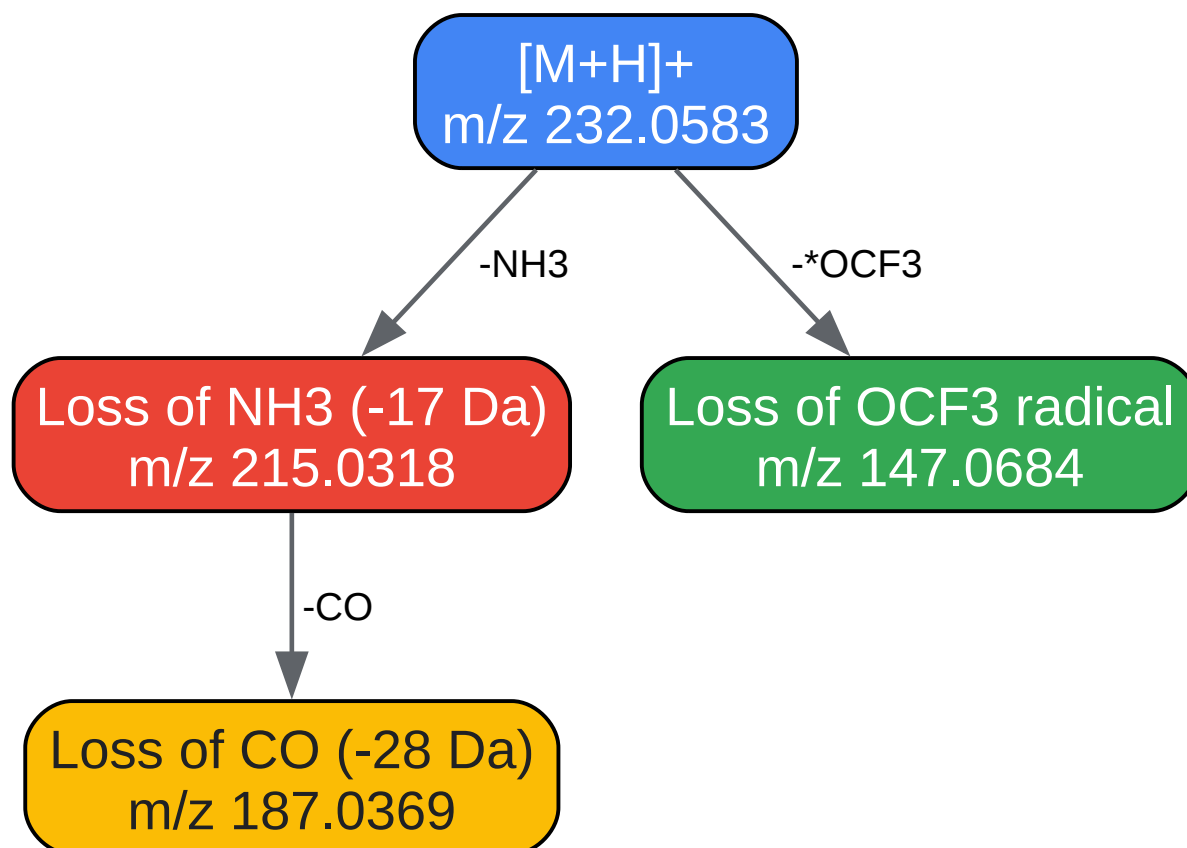 [M+H]+
m/z 232.0583
-NH3
-*OCF3
Loss of NH3 (-17 Da)
m/z 215.0318
Loss of OCF3 radical
m/z 147.0684
-CO
Loss of CO (-28 Da)
m/z 187.0369